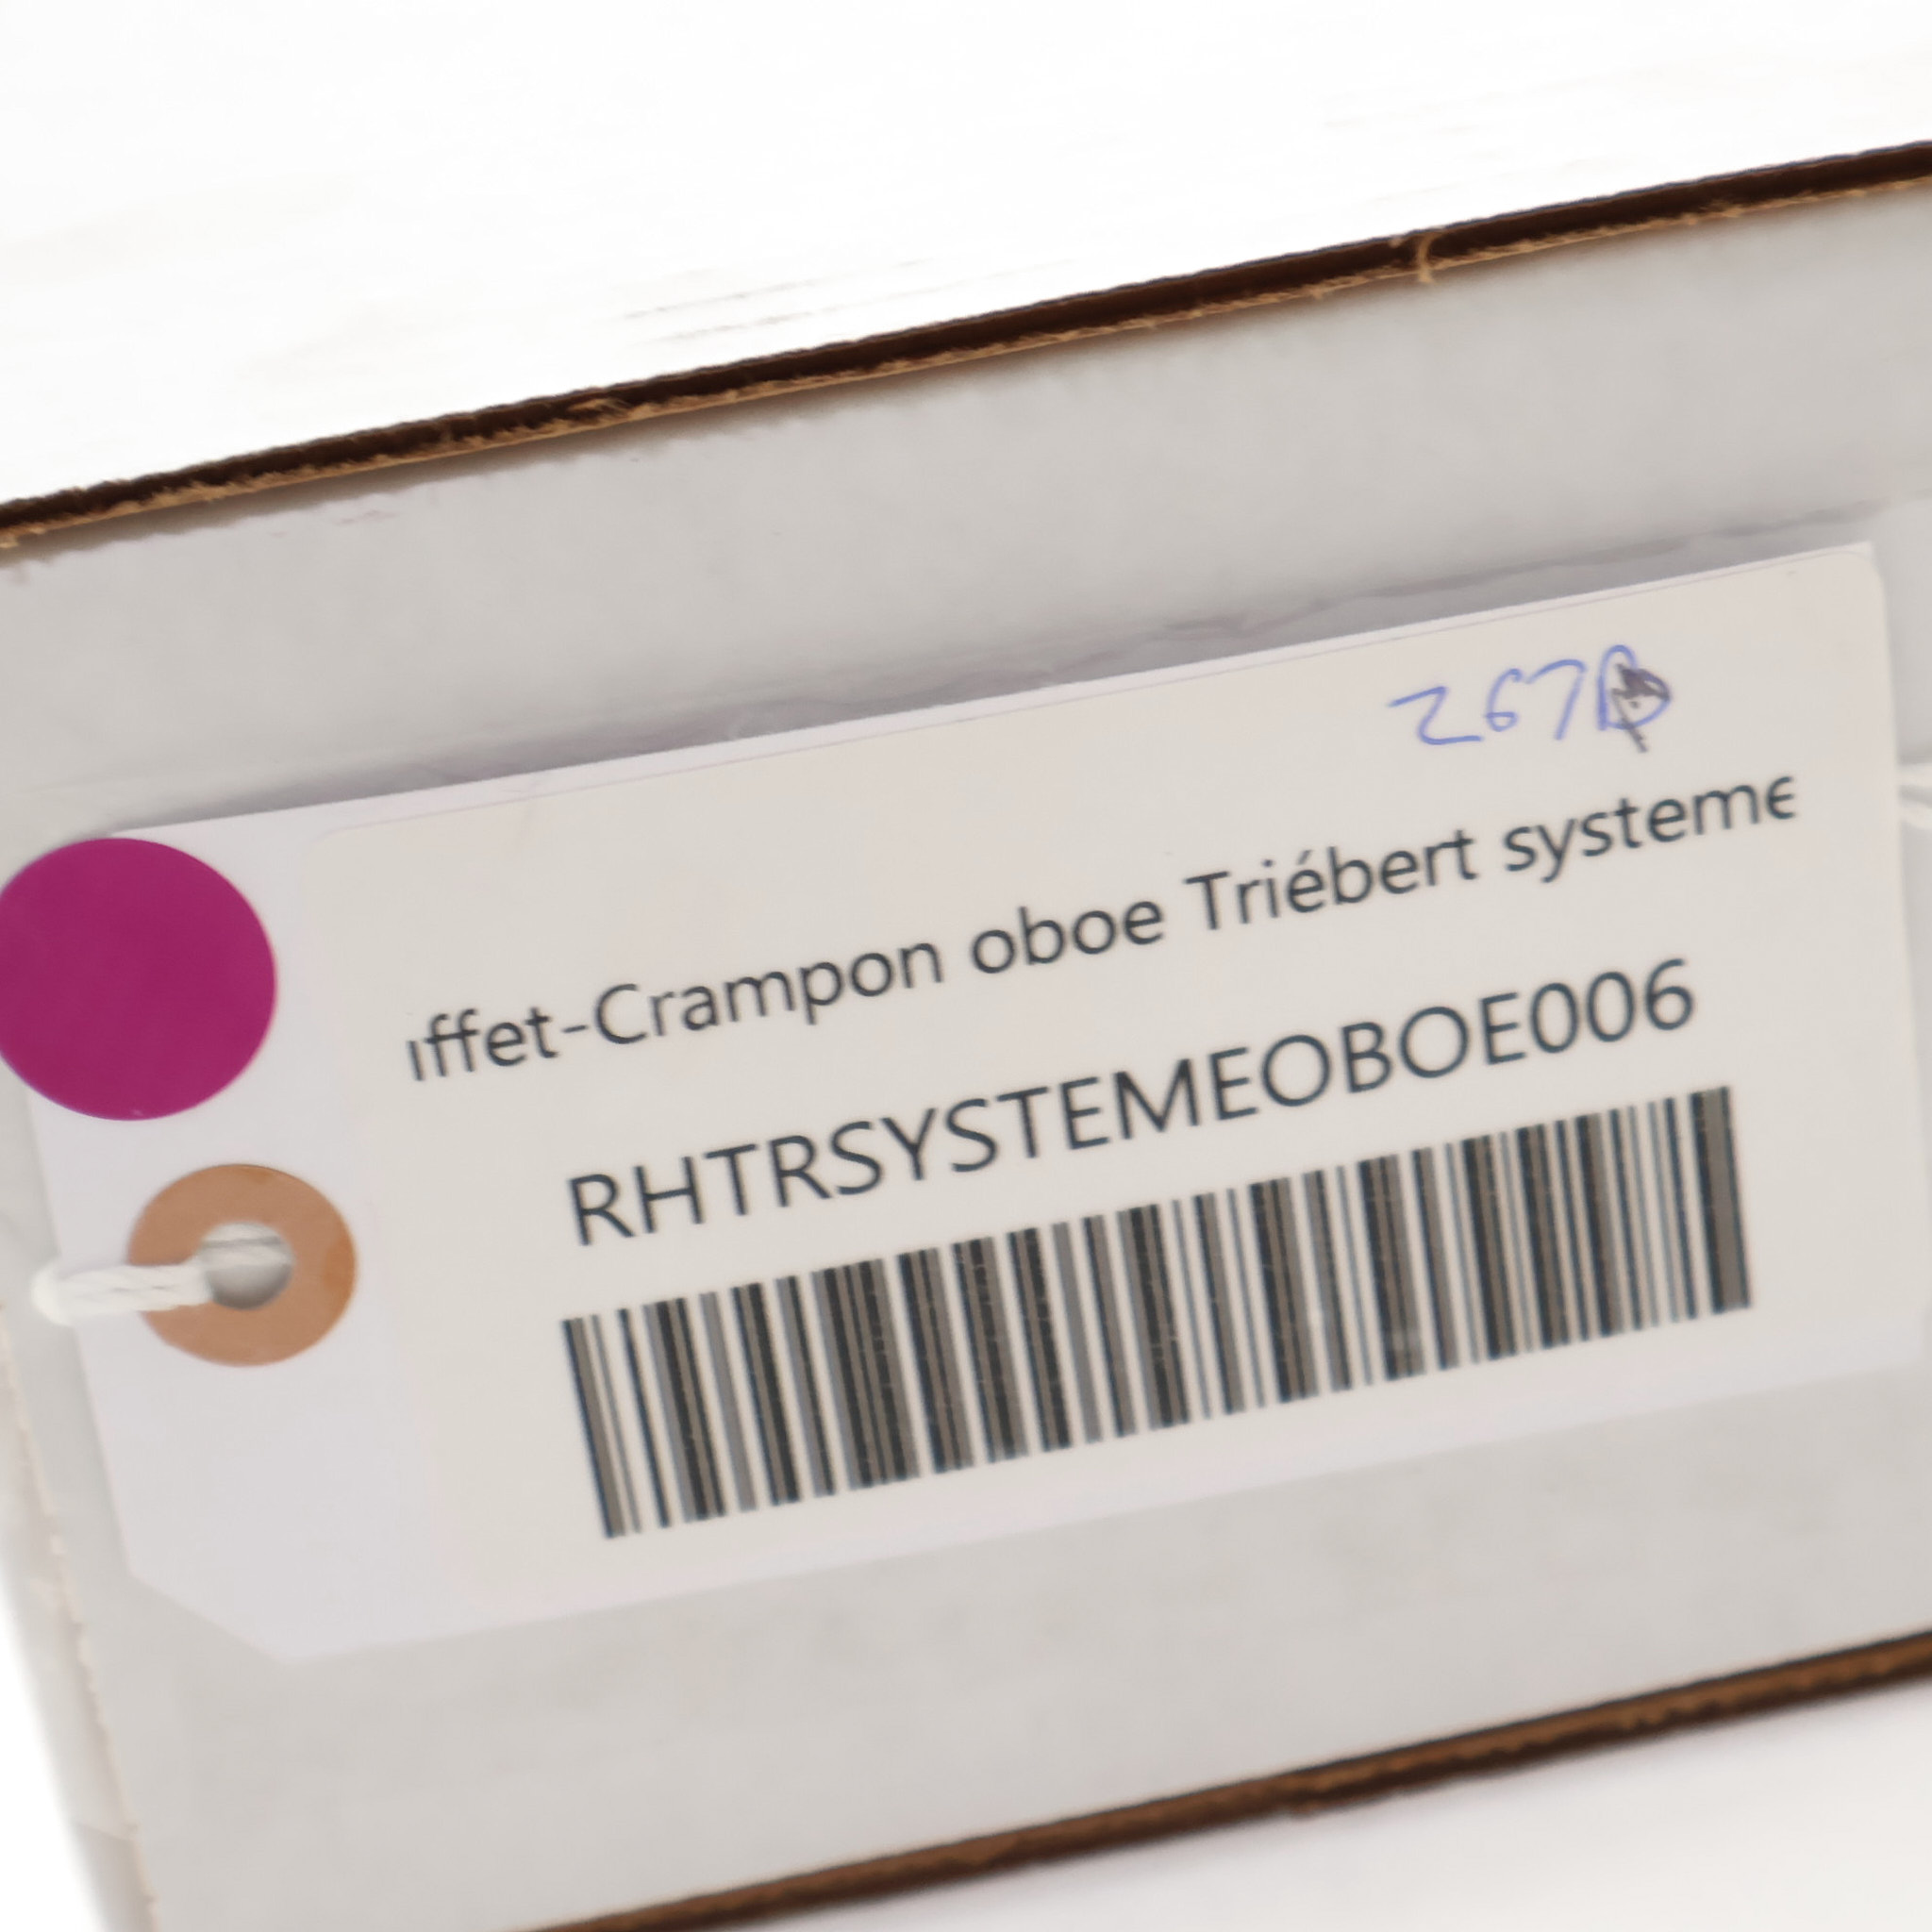 267
ıffet-Crampon oboe Triébert systeme
RHTRSYSTEMEOBOE006